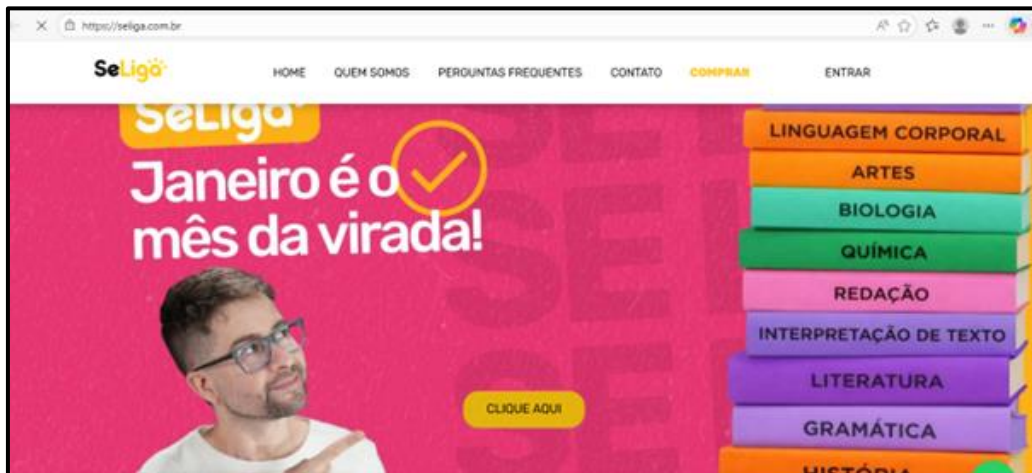 https://seliga.com.br
SeLiga
HOME QUEM SOMOS PERGUNTAS FREQUENTES CONTATO COMPRAR ENTRAR
SeLiga
Janeiro é o
mês da virada!
CLIQUE AQUI
LINGUAGEM CORPORAL
ARTES
BIOLOGIA
QUÍMICA
REDAÇÃO
INTERPRETAÇÃO DE TEXTO
LITERATURA
GRAMÁTICA
HISTÓRIA